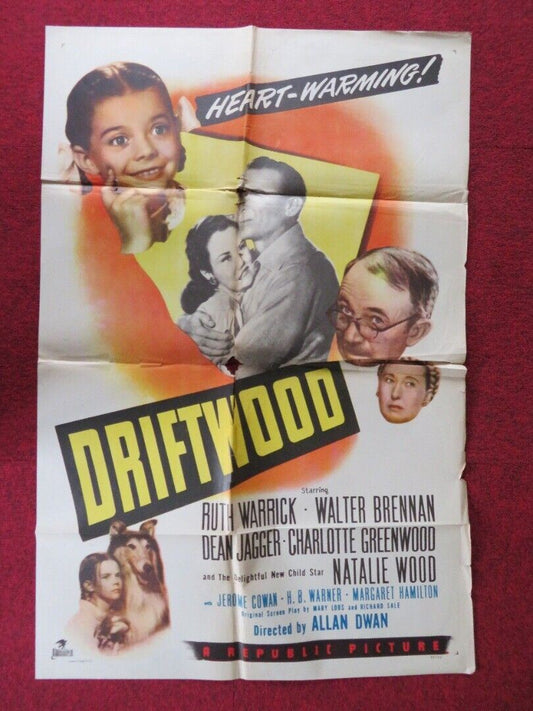 HEART-WARMING!
DRIFTWOOD
Starring
RUTH WARRICK · WALTER BRENNAN
DEAN JAGGER · CHARLOTTE GREENWOOD
and The Delightful New Child Star NATALIE WOOD
with JEROME COWAN · H. B. WARNER · MARGARET HAMILTON
Original Screen Play by MARY LOOS and RICHARD SALE
Directed by ALLAN DWAN
A REPUBLIC PICTURE